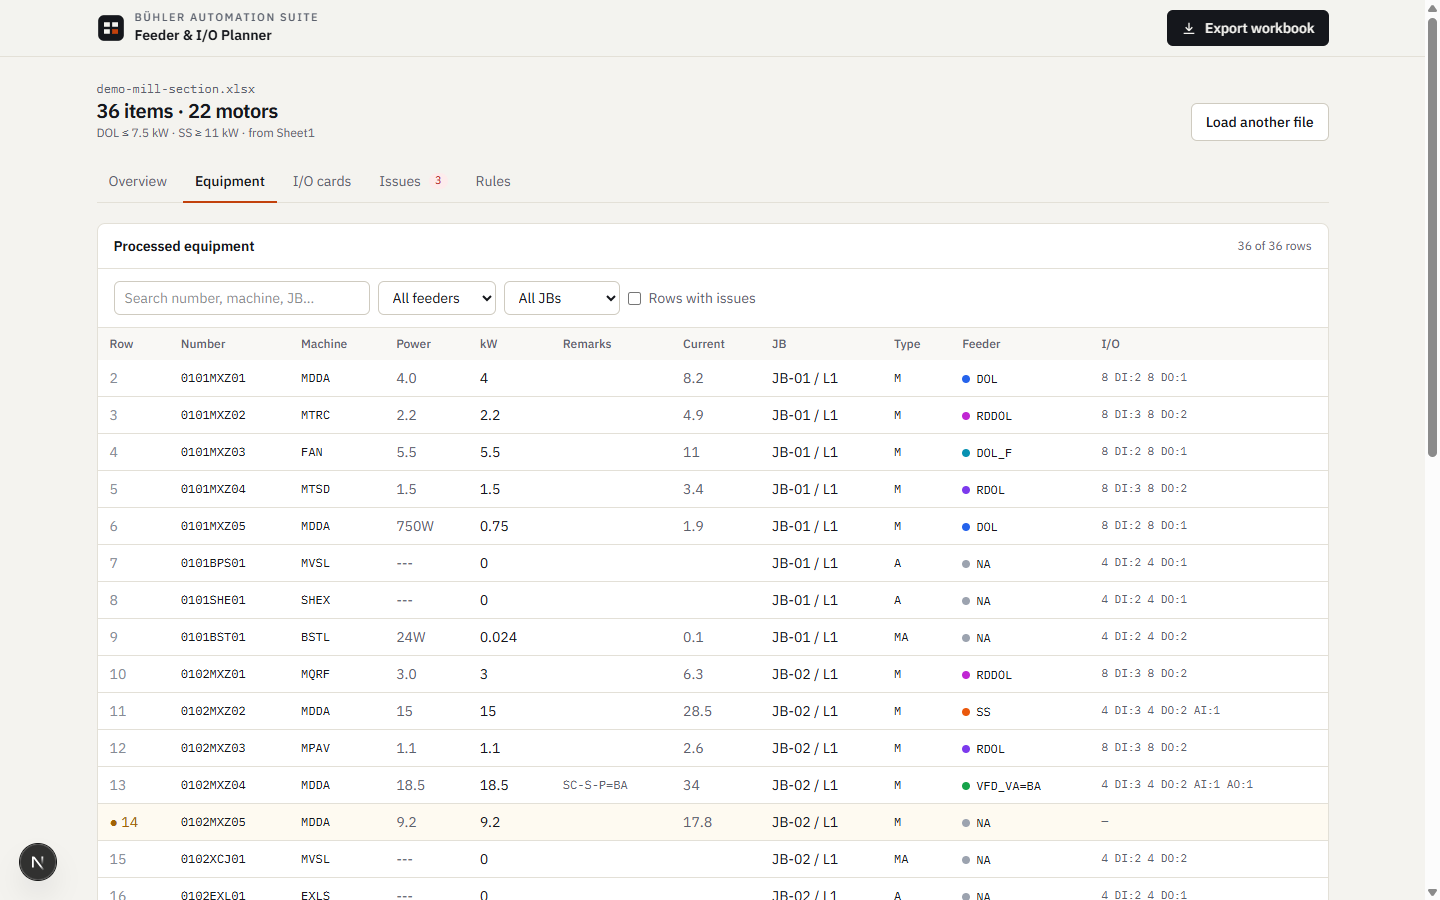 BÜHLER AUTOMATION SUITE
Feeder & I/O Planner
Export workbook
demo-mill-section.xlsx
36 items · 22 motors
DOL ≤ 7.5 kW · SS ≥ 11 kW · from Sheet1
Load another file
Overview Equipment I/O cards Issues 3 Rules
Processed equipment
36 of 36 rows
Search number, machine, JB... All feeders All JBs Rows with issues
Row Number Machine Power kW Remarks Current JB Type Feeder I/O
2 0101MXZ01 MDDA 4.0 4 8.2 JB-01 / L1 M DOL 8 DI:2 8 DO:1
3 0101MXZ02 MTRC 2.2 2.2 4.9 JB-01 / L1 M RDDOL 8 DI:3 8 DO:2
4 0101MXZ03 FAN 5.5 5.5 11 JB-01 / L1 M DOL_F 8 DI:2 8 DO:1
5 0101MXZ04 MTSD 1.5 1.5 3.4 JB-01 / L1 M RDOL 8 DI:3 8 DO:2
6 0101MXZ05 MDDA 750W 0.75 1.9 JB-01 / L1 M DOL 8 DI:2 8 DO:1
7 0101BPS01 MVSL --- 0 JB-01 / L1 A NA 4 DI:2 4 DO:1
8 0101SHE01 SHEX --- 0 JB-01 / L1 A NA 4 DI:2 4 DO:1
9 0101BST01 BSTL 24W 0.024 0.1 JB-01 / L1 MA NA 4 DI:2 4 DO:2
10 0102MXZ01 MQRF 3.0 3 6.3 JB-02 / L1 M RDDOL 8 DI:3 8 DO:2
11 0102MXZ02 MDDA 15 15 28.5 JB-02 / L1 M SS 4 DI:3 4 DO:2 AI:1
12 0102MXZ03 MPAV 1.1 1.1 2.6 JB-02 / L1 M RDOL 8 DI:3 8 DO:2
13 0102MXZ04 MDDA 18.5 18.5 SC-S-P=BA 34 JB-02 / L1 M VFD_VA=BA 4 DI:3 4 DO:2 AI:1 AO:1
14 0102MXZ05 MDDA 9.2 9.2 17.8 JB-02 / L1 M NA —
15 0102XCJ01 MVSL --- 0 JB-02 / L1 MA NA 4 DI:2 4 DO:2
16 0102EXL01 EXLS --- 0 JB-02 / L1 A NA 4 DI:2 4 DO:1
N